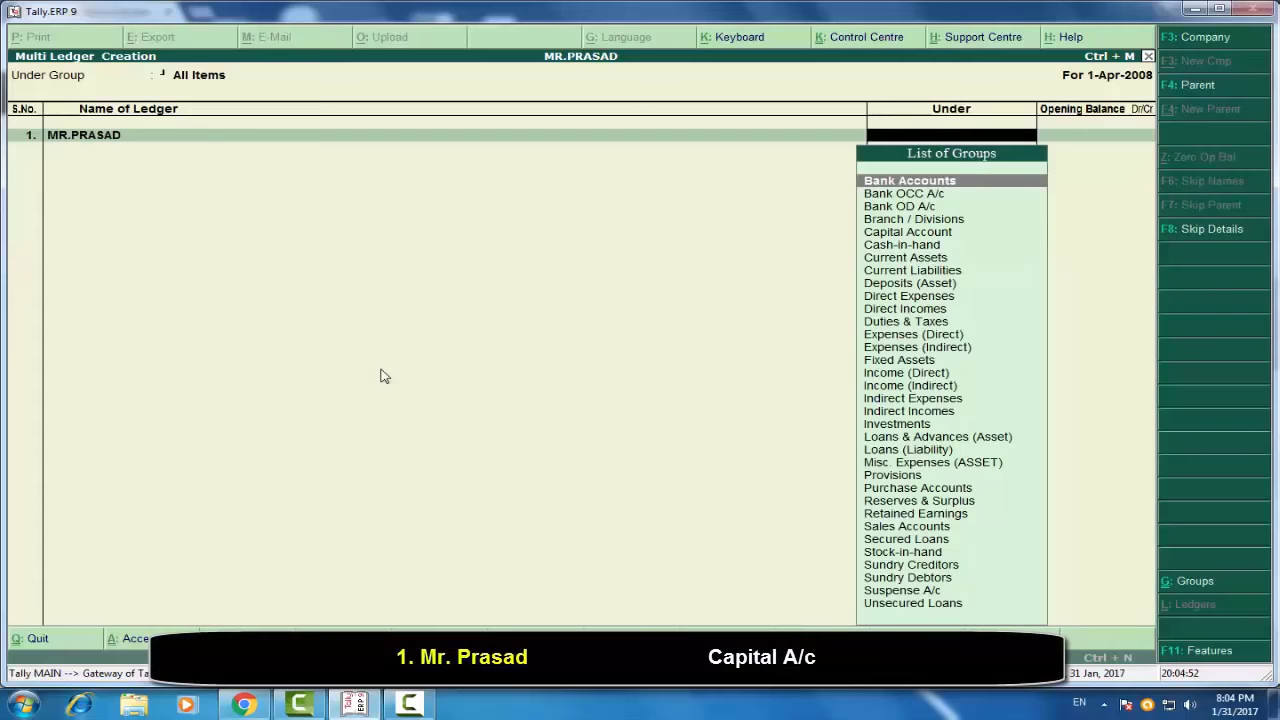 Tally.ERP 9
P: Print
E: Export
M: E-Mail
O: Upload
G: Language
K: Keyboard
K: Control Centre
H: Support Centre
H: Help
F3: Company
Multi Ledger Creation
MR.PRASAD
Ctrl + M
F3: New Cmp
Under Group : All Items
For 1-Apr-2008
F4: Parent
S.No.
Name of Ledger
Under
Opening Balance Dr/Cr
F4: New Parent
1. MR.PRASAD
List of Groups
Z: Zero Op Bal
Bank Accounts
F6: Skip Names
Bank OCC A/c
Bank OD A/c
F7: Skip Parent
Branch / Divisions
Capital Account
F8: Skip Details
Cash-in-hand
Current Assets
Current Liabilities
Deposits (Asset)
Direct Expenses
Direct Incomes
Duties & Taxes
Expenses (Direct)
Expenses (Indirect)
Fixed Assets
Income (Direct)
Income (Indirect)
Indirect Expenses
Indirect Incomes
Investments
Loans & Advances (Asset)
Loans (Liability)
Misc. Expenses (ASSET)
Provisions
Purchase Accounts
Reserves & Surplus
Retained Earnings
Sales Accounts
Secured Loans
Stock-in-hand
Sundry Creditors
Sundry Debtors
Suspense A/c
Unsecured Loans
G: Groups
L: Ledgers
Q: Quit
A: Acce
1. Mr. Prasad
Capital A/c
Ctrl + N
F11: Features
Tally MAIN --> Gateway of Ta
31 Jan, 2017
20:04:52
EN
8:04 PM
1/31/2017